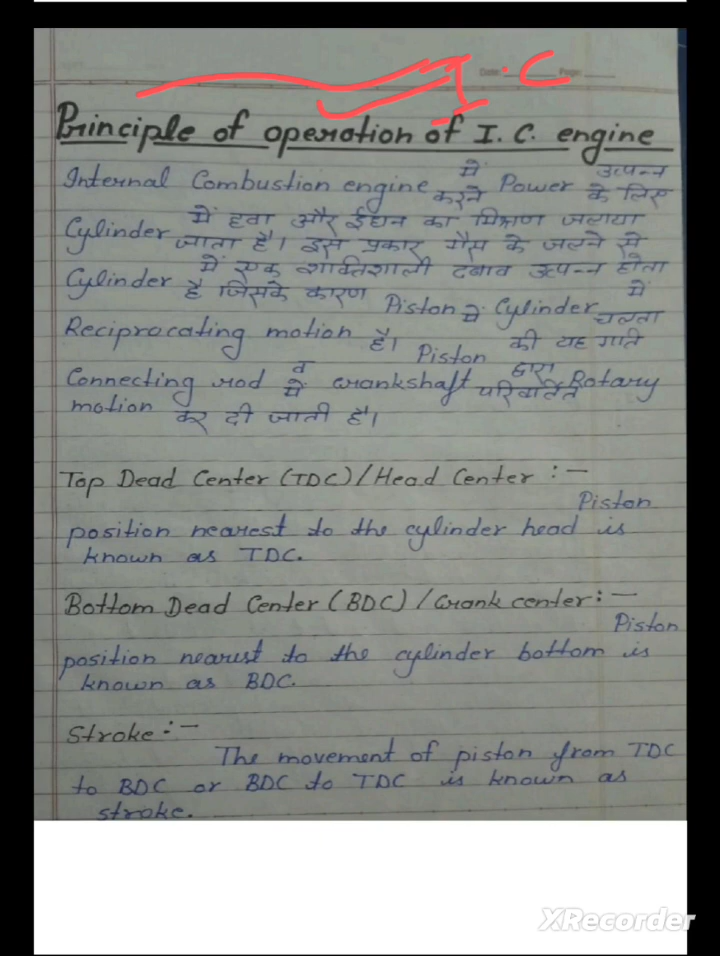 I.C
Date: Page:
Principle of operation of I. C. engine
Internal Combustion engine में Power उत्पन्न करने के लिए
Cylinder में हवा और ईंधन का मिश्रण जलाया जाता है। इस प्रकार गैस के जलने से
Cylinder में एक शक्तिशाली दबाव उत्पन्न होता है जिसके कारण Piston में Cylinder में चलता
Reciprocating motion है। Piston की यह गति
Connecting rod व crankshaft द्वारा Rotary में परिवर्तित
motion कर दी जाती है।
Top Dead Center (TDC) / Head Center : -
Piston
position nearest to the cylinder head is
known as TDC.
Bottom Dead Center (BDC) / Crank center : -
Piston
position nearest to the cylinder bottom is
known as BDC.
Stroke : -
The movement of piston from TDC
to BDC or BDC to TDC is known as
stroke.
XRecorder